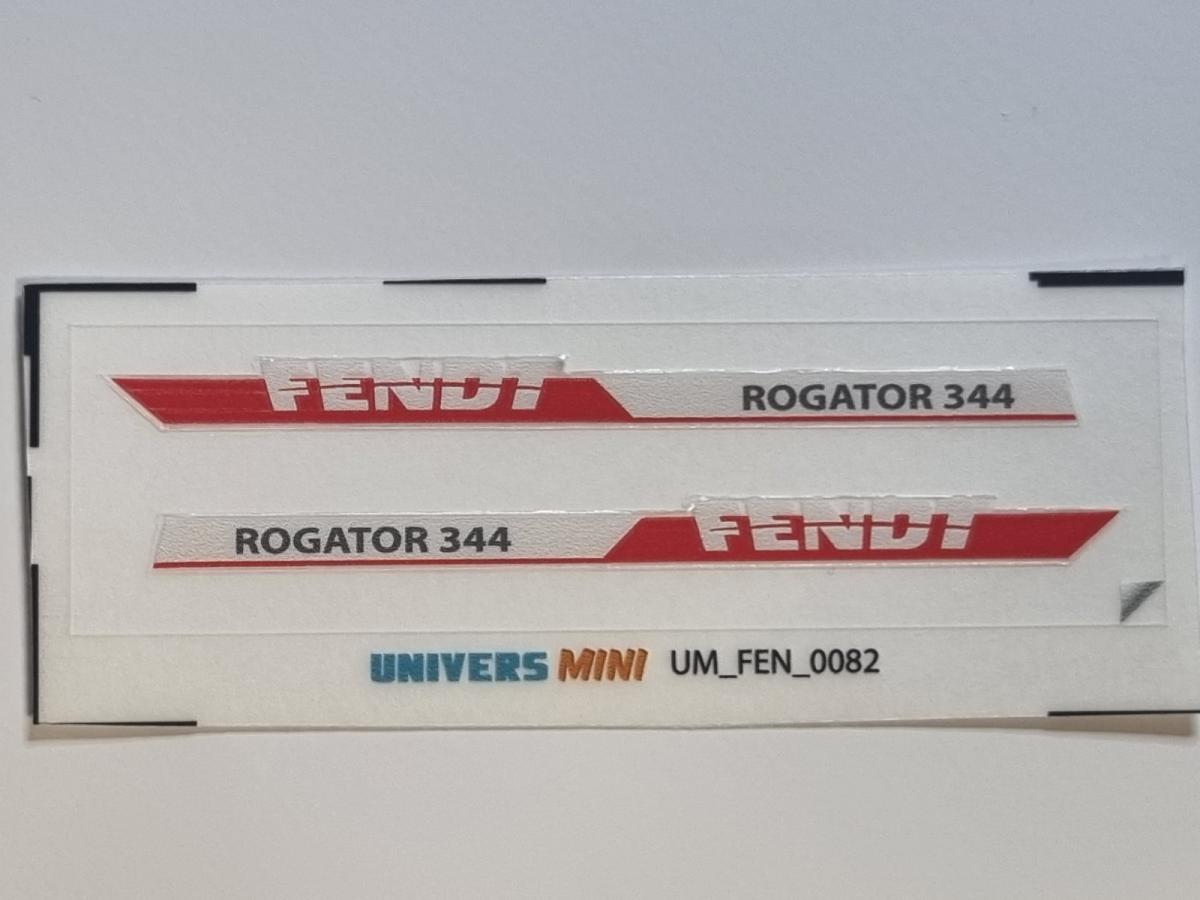 FENDT ROGATOR 344
ROGATOR 344 FENDT
UNIVERS MINI UM_FEN_0082